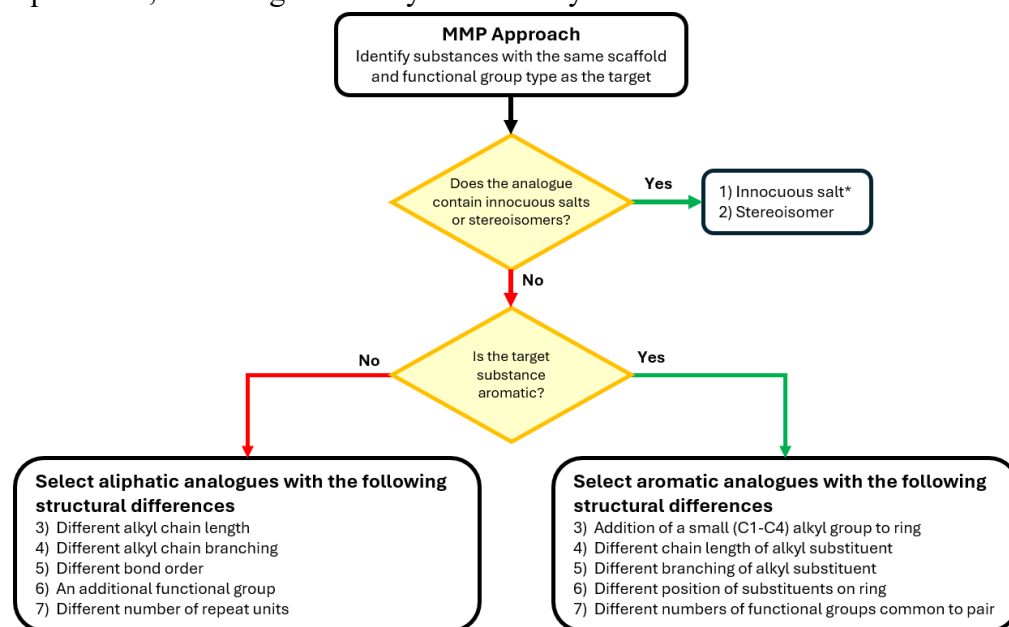 MMP Approach
Identify substances with the same scaffold
and functional group type as the target
Does the analogue
contain innocuous salts
or stereoisomers?
Yes
1) Innocuous salt*
2) Stereoisomer
No
Is the target
substance
aromatic?
No
Yes
Select aliphatic analogues with the following
structural differences
3) Different alkyl chain length
4) Different alkyl chain branching
5) Different bond order
6) An additional functional group
7) Different number of repeat units
Select aromatic analogues with the following
structural differences
3) Addition of a small (C1-C4) alkyl group to ring
4) Different chain length of alkyl substituent
5) Different branching of alkyl substituent
6) Different position of substituents on ring
7) Different numbers of functional groups common to pair